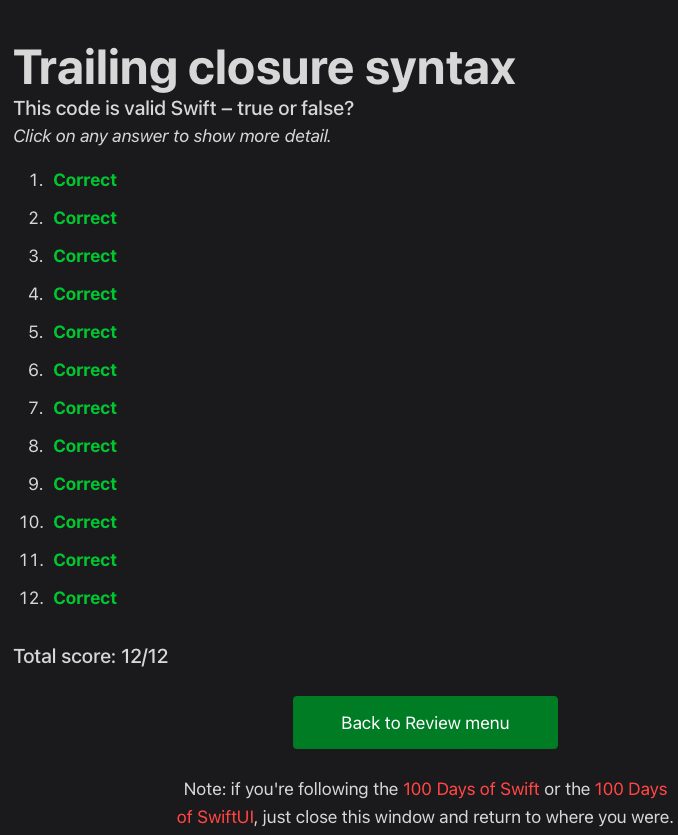 Trailing closure syntax
This code is valid Swift – true or false?
Click on any answer to show more detail.
1. Correct
2. Correct
3. Correct
4. Correct
5. Correct
6. Correct
7. Correct
8. Correct
9. Correct
10. Correct
11. Correct
12. Correct
Total score: 12/12
Back to Review menu
Note: if you're following the 100 Days of Swift or the 100 Days
of SwiftUI, just close this window and return to where you were.